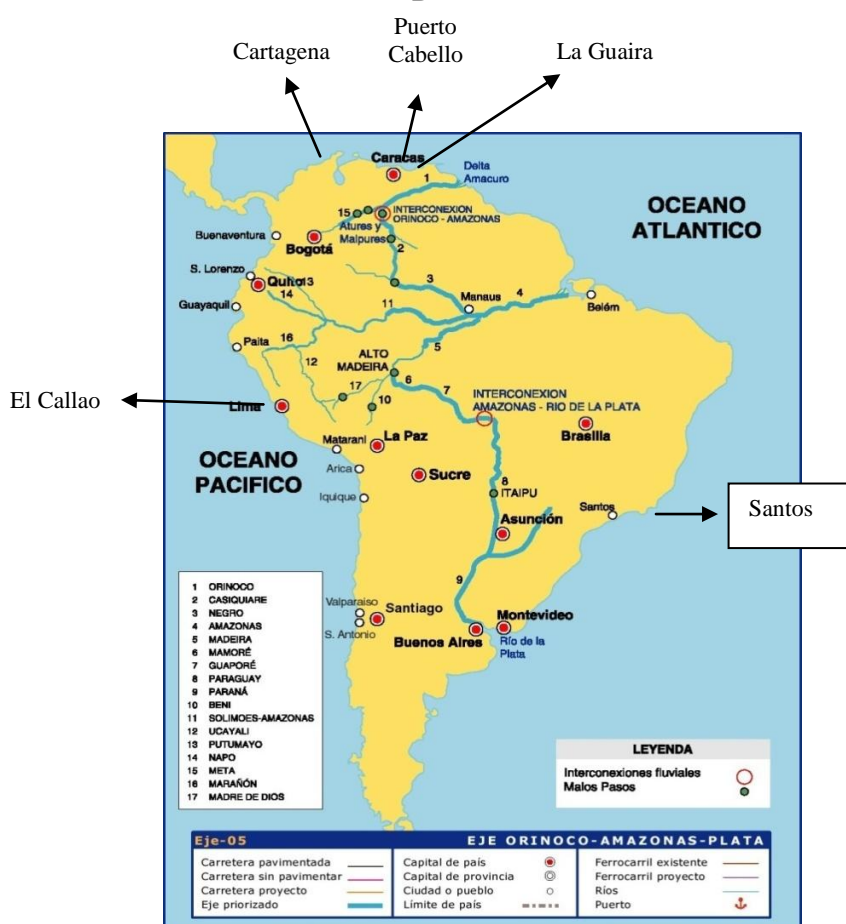 Cartagena
Puerto
Cabello
La Guaira
El Callao
Santos
Caracas
Delta
Amacuro
1
15
INTERCONEXION
ORINOCO - AMAZONAS
Atures y
Maipures
OCEANO
ATLANTICO
Buenaventura
Bogotá
2
S. Lorenzo
Quito
13
14
3
Manaus
4
Guayaquil
11
Belém
Paita
16
12
ALTO
MADEIRA
5
17
10
6
7
INTERCONEXION
AMAZONAS - RIO DE LA PLATA
Lima
Brasilia
Matarani
La Paz
OCEANO
PACIFICO
Arica
Sucre
Iquique
8
ITAIPU
Santos
Asunción
9
Valparaiso
Santiago
S. Antonio
Buenos Aires
Montevideo
Río de la
Plata
1 ORINOCO
2 CASIQUIARE
3 NEGRO
4 AMAZONAS
5 MADEIRA
6 MAMORÉ
7 GUAPORÉ
8 PARAGUAY
9 PARANÁ
10 BENI
11 SOLIMOES-AMAZONAS
12 UCAYALI
13 PUTUMAYO
14 NAPO
15 META
16 MARAÑÓN
17 MADRE DE DIOS
LEYENDA
Interconexiones fluviales
Malos Pasos
Eje-05 EJE ORINOCO-AMAZONAS-PLATA
Carretera pavimentada
Carretera sin pavimentar
Carretera proyecto
Eje priorizado
Capital de país
Capital de provincia
Ciudad o pueblo
Límite de país
Ferrocarril existente
Ferrocarril proyecto
Ríos
Puerto